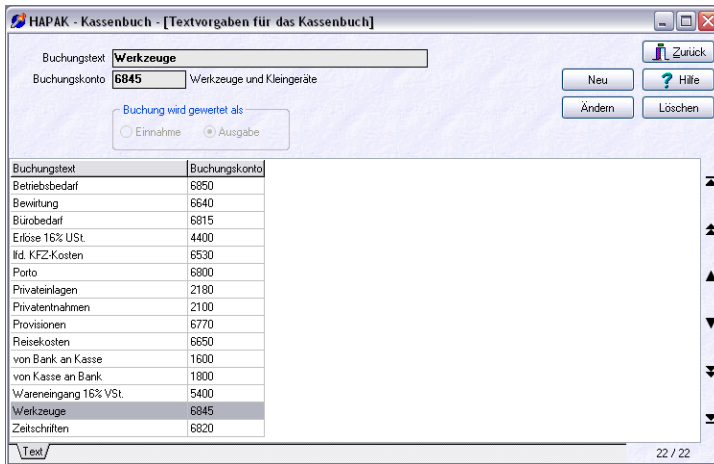 HAPAK - Kassenbuch - [Textvorgaben für das Kassenbuch]
Zurück
Buchungstext Werkzeuge
Buchungskonto 6845 Werkzeuge und Kleingeräte
Neu Hilfe
Ändern Löschen
Buchung wird gewertet als
Einnahme Ausgabe
Buchungstext Buchungskonto
Betriebsbedarf 6850
Bewirtung 6640
Bürobedarf 6815
Erlöse 16% USt. 4400
lfd. KFZ-Kosten 6530
Porto 6800
Privateinlagen 2180
Privatentnahmen 2100
Provisionen 6770
Reisekosten 6650
von Bank an Kasse 1600
von Kasse an Bank 1800
Wareneingang 16% VSt. 5400
Werkzeuge 6845
Zeitschriften 6820
Text 22 / 22